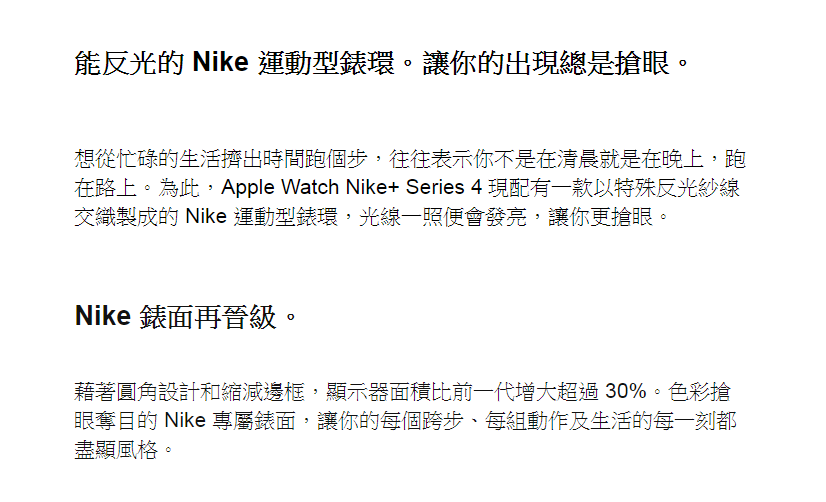 能反光的 Nike 運動型錶環。讓你的出現總是搶眼。
想從忙碌的生活擠出時間跑個步，往往表示你不是在清晨就是在晚上，跑
在路上。為此，Apple Watch Nike+ Series 4 現配有一款以特殊反光紗線
交織製成的 Nike 運動型錶環，光線一照便會發亮，讓你更搶眼。
Nike 錶面再晉級。
藉著圓角設計和縮減邊框，顯示器面積比前一代增大超過 30%。色彩搶
眼奪目的 Nike 專屬錶面，讓你的每個跨步、每組動作及生活的每一刻都
盡顯風格。